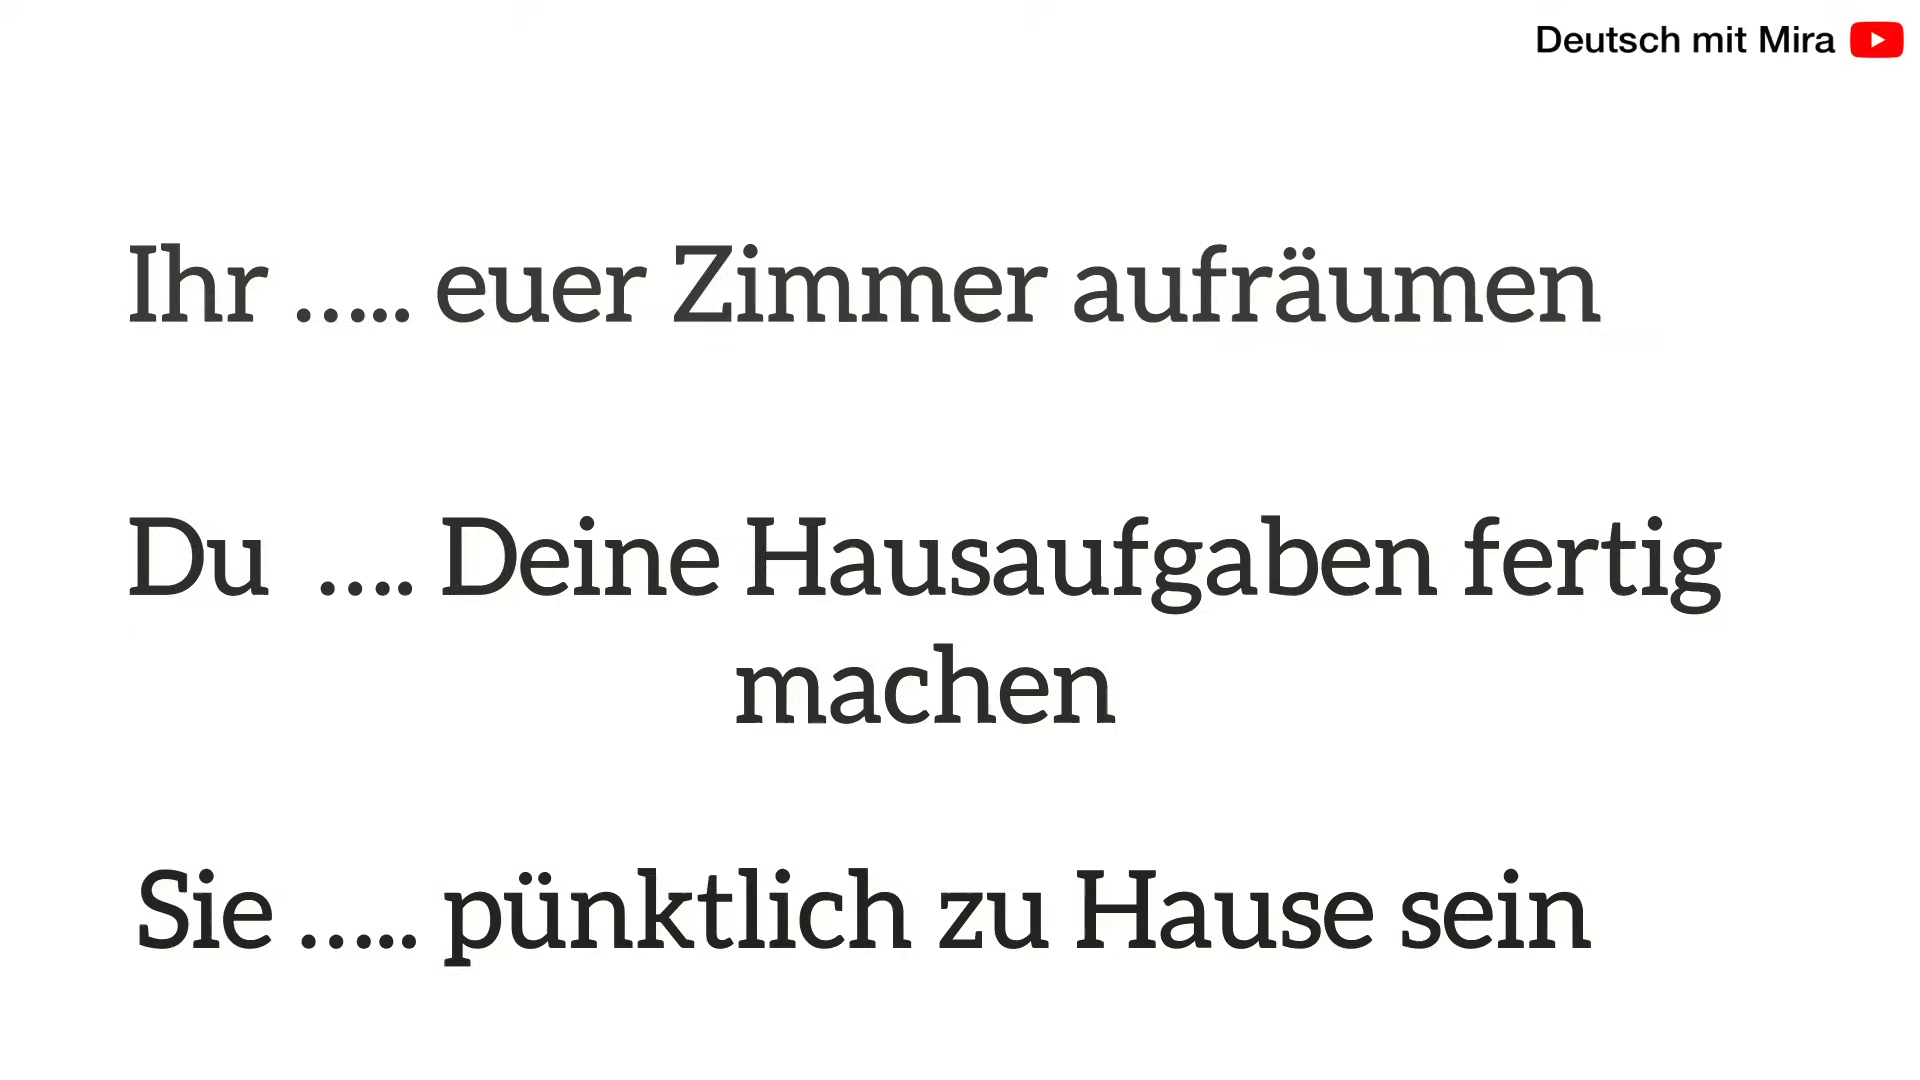 Deutsch mit Mira
Ihr ..... euer Zimmer aufräumen
Du .... Deine Hausaufgaben fertig
machen
Sie ..... pünktlich zu Hause sein